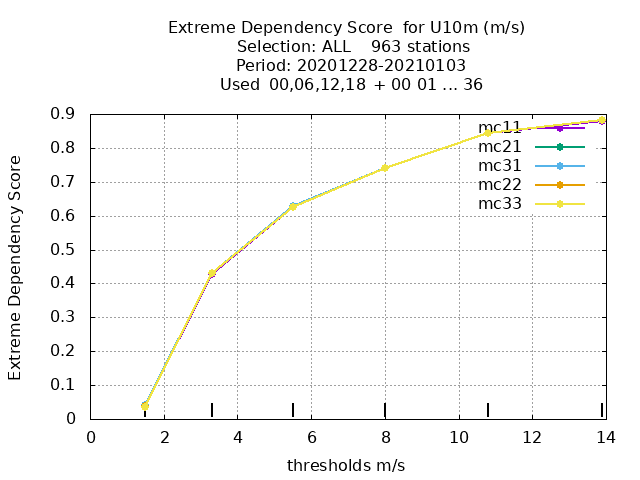 Extreme Dependency Score  for U10m (m/s)
Selection: ALL    963 stations
Period: 20201228-20210103
Used  00,06,12,18  + 00 01 ... 36
Extreme Dependency Score
0.9
0.8
0.7
0.6
0.5
0.4
0.3
0.2
0.1
0
mc11
mc21
mc31
mc22
mc33
0 2 4 6 8 10 12 14
thresholds m/s